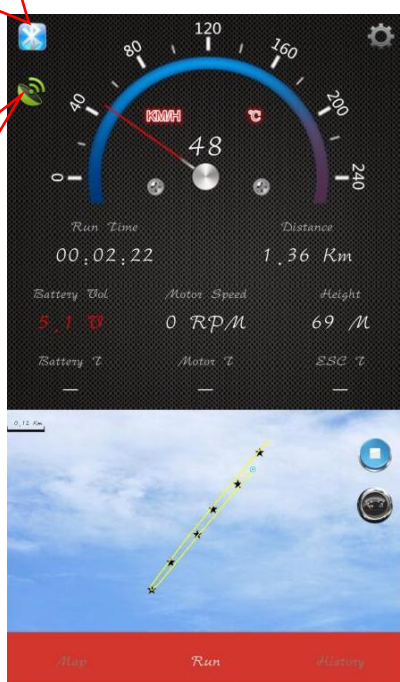 120
80 160
40 200
KM/H °C
48
0 240
Run Time Distance
00:02:22 1.36 Km
Battery Vol Motor Speed Height
5.1 V 0 RPM 69 M
Battery T Motor T ESC T
— — —
0.12 Km
Map Run History